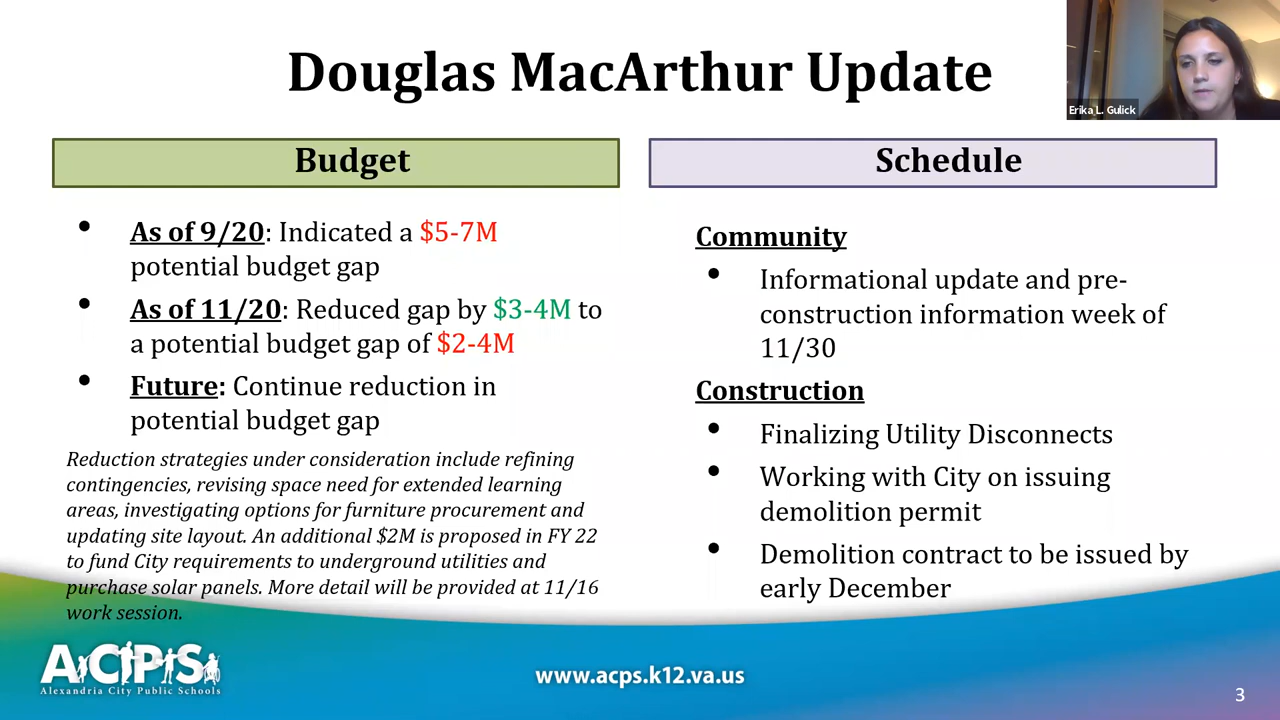 Douglas MacArthur Update
Erika L. Gulick
Budget
• As of 9/20: Indicated a $5-7M
potential budget gap
• As of 11/20: Reduced gap by $3-4M to
a potential budget gap of $2-4M
• Future: Continue reduction in
potential budget gap
Reduction strategies under consideration include refining
contingencies, revising space need for extended learning
areas, investigating options for furniture procurement and
updating site layout. An additional $2M is proposed in FY 22
to fund City requirements to underground utilities and
purchase solar panels. More detail will be provided at 11/16
work session.
Schedule
Community
• Informational update and pre-
construction information week of
11/30
Construction
• Finalizing Utility Disconnects
• Working with City on issuing
demolition permit
• Demolition contract to be issued by
early December
ACPS
Alexandria City Public Schools
www.acps.k12.va.us
3